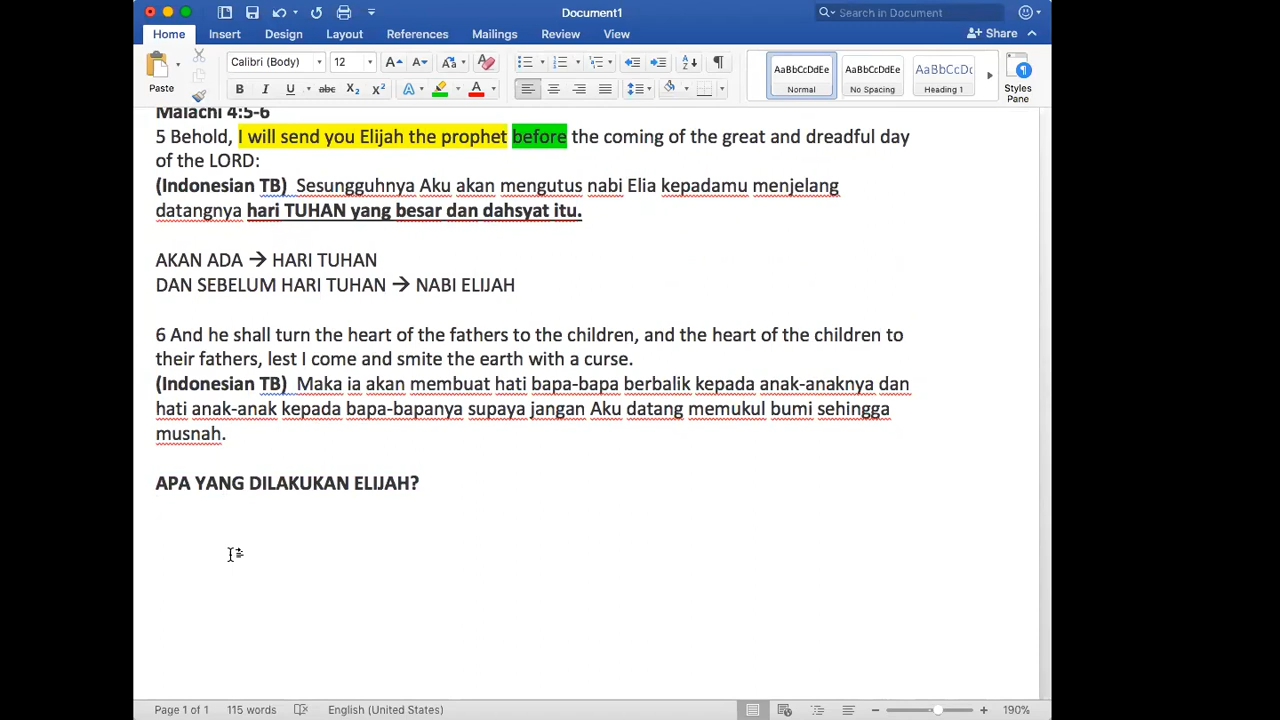 Document1
Search in Document
Home Insert Design Layout References Mailings Review View
Share
Paste
Calibri (Body) 12
A A Aa A
B I U abc X₂ X² A A
AaBbCcDdEe AaBbCcDdEe AaBbCcDc
Normal No Spacing Heading 1
Styles
Pane
Malachi 4:5-6
5 Behold, I will send you Elijah the prophet before the coming of the great and dreadful day
of the LORD:
(Indonesian TB) Sesungguhnya Aku akan mengutus nabi Elia kepadamu menjelang
datangnya hari TUHAN yang besar dan dahsyat itu.
AKAN ADA → HARI TUHAN
DAN SEBELUM HARI TUHAN → NABI ELIJAH
6 And he shall turn the heart of the fathers to the children, and the heart of the children to
their fathers, lest I come and smite the earth with a curse.
(Indonesian TB) Maka ia akan membuat hati bapa-bapa berbalik kepada anak-anaknya dan
hati anak-anak kepada bapa-bapanya supaya jangan Aku datang memukul bumi sehingga
musnah.
APA YANG DILAKUKAN ELIJAH?
Page 1 of 1 115 words English (United States) 190%